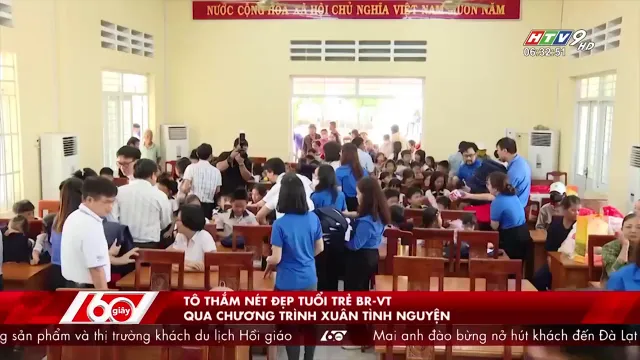 NƯỚC CỘNG HÒA XÃ HỘI CHỦ NGHĨA VIỆT NAM MUÔN NĂM
HTV9 HD
06:32:51
60 giây
TÔ THẮM NÉT ĐẸP TUỔI TRẺ BR-VT
QUA CHƯƠNG TRÌNH XUÂN TÌNH NGUYỆN
g sản phẩm và thị trường khách du lịch Hồi giáo Mai anh đào bừng nở hút khách đến Đà Lạt